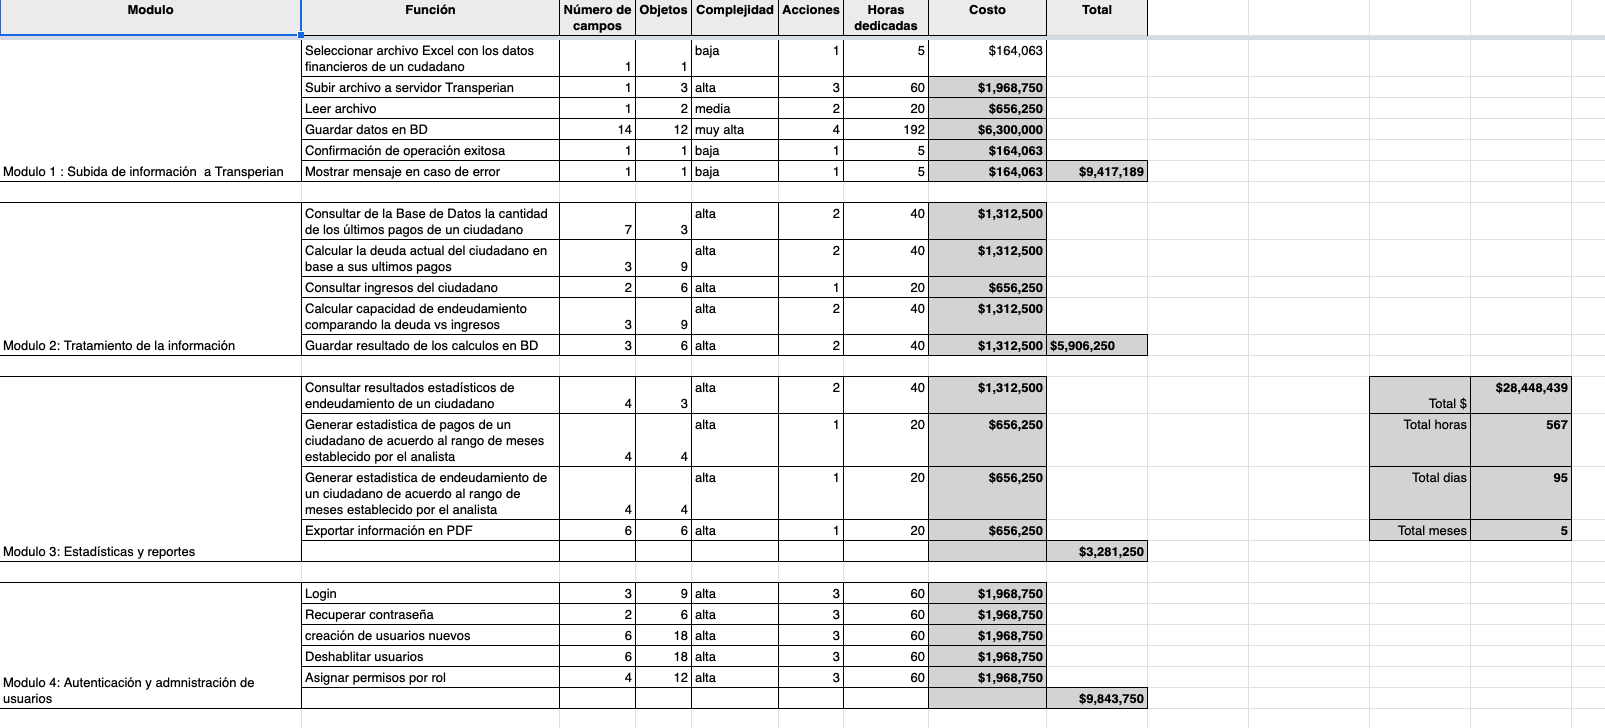 Modulo Función Número de campos Objetos Complejidad Acciones Horas dedicadas Costo Total
Seleccionar archivo Excel con los datos
financieros de un cudadano 1 1 baja 1 5 $164,063
Subir archivo a servidor Transperian 1 3 alta 3 60 $1,968,750
Leer archivo 1 2 media 2 20 $656,250
Guardar datos en BD 14 12 muy alta 4 192 $6,300,000
Confirmación de operación exitosa 1 1 baja 1 5 $164,063
Modulo 1 : Subida de información a Transperian Mostrar mensaje en caso de error 1 1 baja 1 5 $164,063 $9,417,189
Consultar de la Base de Datos la cantidad
de los últimos pagos de un ciudadano 7 3 alta 2 40 $1,312,500
Calcular la deuda actual del ciudadano en
base a sus ultimos pagos 3 9 alta 2 40 $1,312,500
Consultar ingresos del ciudadano 2 6 alta 1 20 $656,250
Calcular capacidad de endeudamiento
comparando la deuda vs ingresos 3 9 alta 2 40 $1,312,500
Modulo 2: Tratamiento de la información Guardar resultado de los calculos en BD 3 6 alta 2 40 $1,312,500 $5,906,250
Consultar resultados estadísticos de
endeudamiento de un ciudadano 4 3 alta 2 40 $1,312,500
Total $ $28,448,439
Generar estadistica de pagos de un
ciudadano de acuerdo al rango de meses
establecido por el analista 4 4 alta 1 20 $656,250
Total horas 567
Generar estadistica de endeudamiento de
un ciudadano de acuerdo al rango de
meses establecido por el analista 4 4 alta 1 20 $656,250
Total dias 95
Exportar información en PDF 6 6 alta 1 20 $656,250
Total meses 5
Modulo 3: Estadísticas y reportes $3,281,250
Login 3 9 alta 3 60 $1,968,750
Recuperar contraseña 2 6 alta 3 60 $1,968,750
creación de usuarios nuevos 6 18 alta 3 60 $1,968,750
Deshablitar usuarios 6 18 alta 3 60 $1,968,750
Asignar permisos por rol 4 12 alta 3 60 $1,968,750
Modulo 4: Autenticación y admnistración de
usuarios $9,843,750